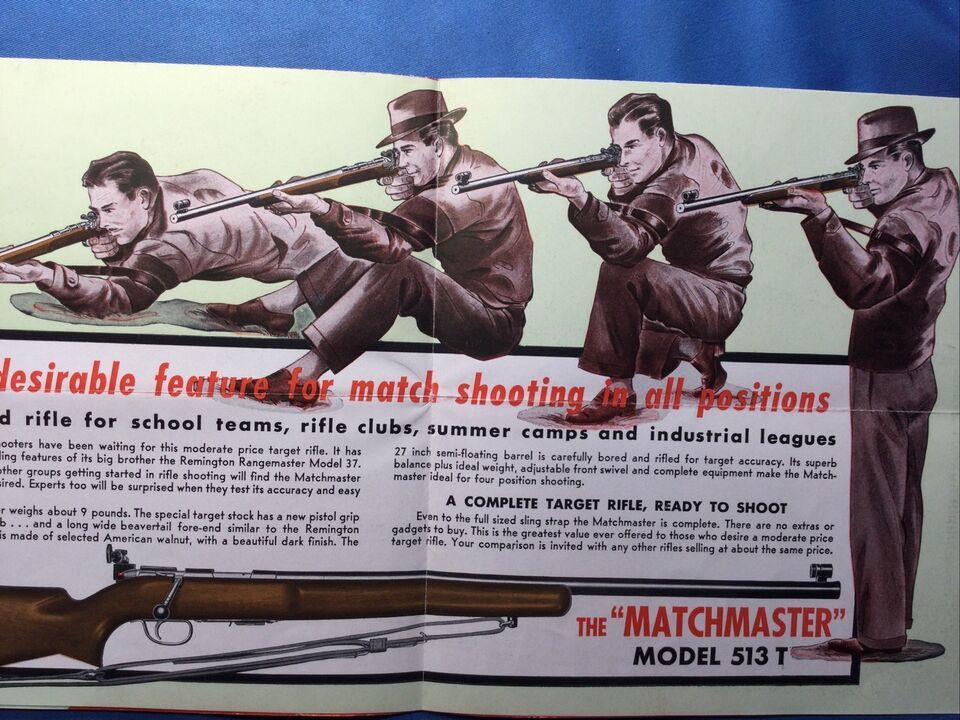 desirable feature for match shooting in all positions
d rifle for school teams, rifle clubs, summer camps and industrial leagues
hooters have been waiting for this moderate price target rifle. It has
ling features of its big brother the Remington Rangemaster Model 37.
other groups getting started in rifle shooting will find the Matchmaster
sired. Experts too will be surprised when they test its accuracy and easy
r weighs about 9 pounds. The special target stock has a new pistol grip
b . . . and a long wide beavertail fore-end similar to the Remington
is made of selected American walnut, with a beautiful dark finish. The
27 inch semi-floating barrel is carefully bored and rifled for target accuracy. Its superb
balance plus ideal weight, adjustable front swivel and complete equipment make the Match-
master ideal for four position shooting.
A COMPLETE TARGET RIFLE, READY TO SHOOT
Even to the full sized sling strap the Matchmaster is complete. There are no extras or
gadgets to buy. This is the greatest value ever offered to those who desire a moderate price
target rifle. Your comparison is invited with any other rifles selling at about the same price.
THE "MATCHMASTER"
MODEL 513 T